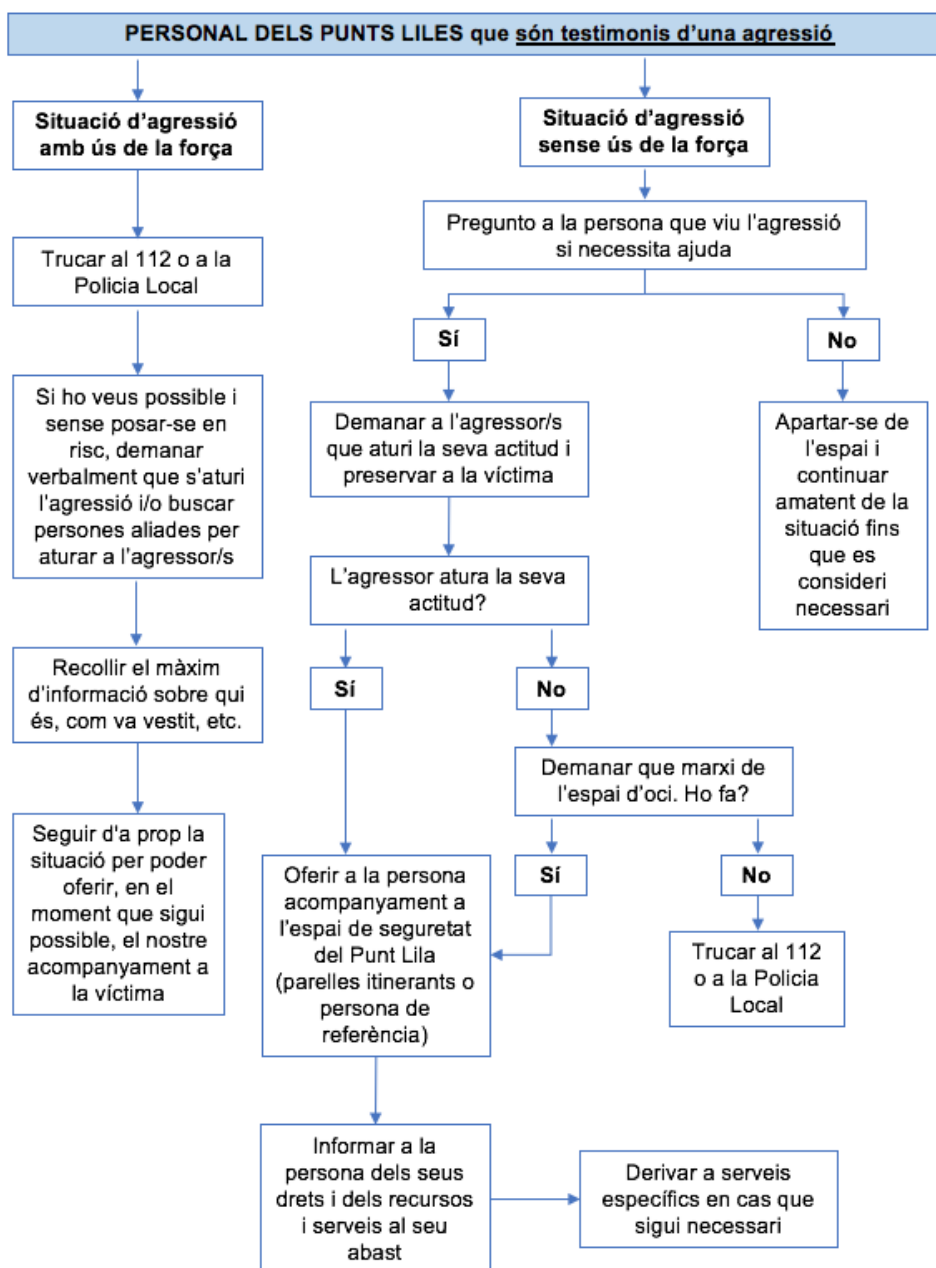 PERSONAL DELS PUNTS LILES que són testimonis d’una agressió
Situació d’agressió
amb ús de la força
Trucar al 112 o a la
Policia Local
Si ho veus possible i
sense posar-se en
risc, demanar
verbalment que s’aturi
l’agressió i/o buscar
persones aliades per
aturar a l’agressor/s
Recollir el màxim
d’informació sobre qui
és, com va vestit, etc.
Seguir d'a prop la
situació per poder
oferir, en el
moment que sigui
possible, el nostre
acompanyament a
la víctima
Situació d’agressió
sense ús de la força
Pregunto a la persona que viu l’agressió
si necessita ajuda
Sí
No
Demanar a l’agressor/s
que aturi la seva actitud i
preservar a la víctima
Apartar-se de
l’espai i
continuar
amatent de la
situació fins
que es
consideri
necessari
L’agressor atura la seva
actitud?
Sí
No
Demanar que marxi de
l’espai d’oci. Ho fa?
Sí
No
Oferir a la persona
acompanyament a
l’espai de seguretat
del Punt Lila
(parelles itinerants o
persona de
referència)
Trucar al 112
o a la Policia
Local
Informar a la
persona dels seus
drets i dels recursos
i serveis al seu
abast
Derivar a serveis
específics en cas que
sigui necessari